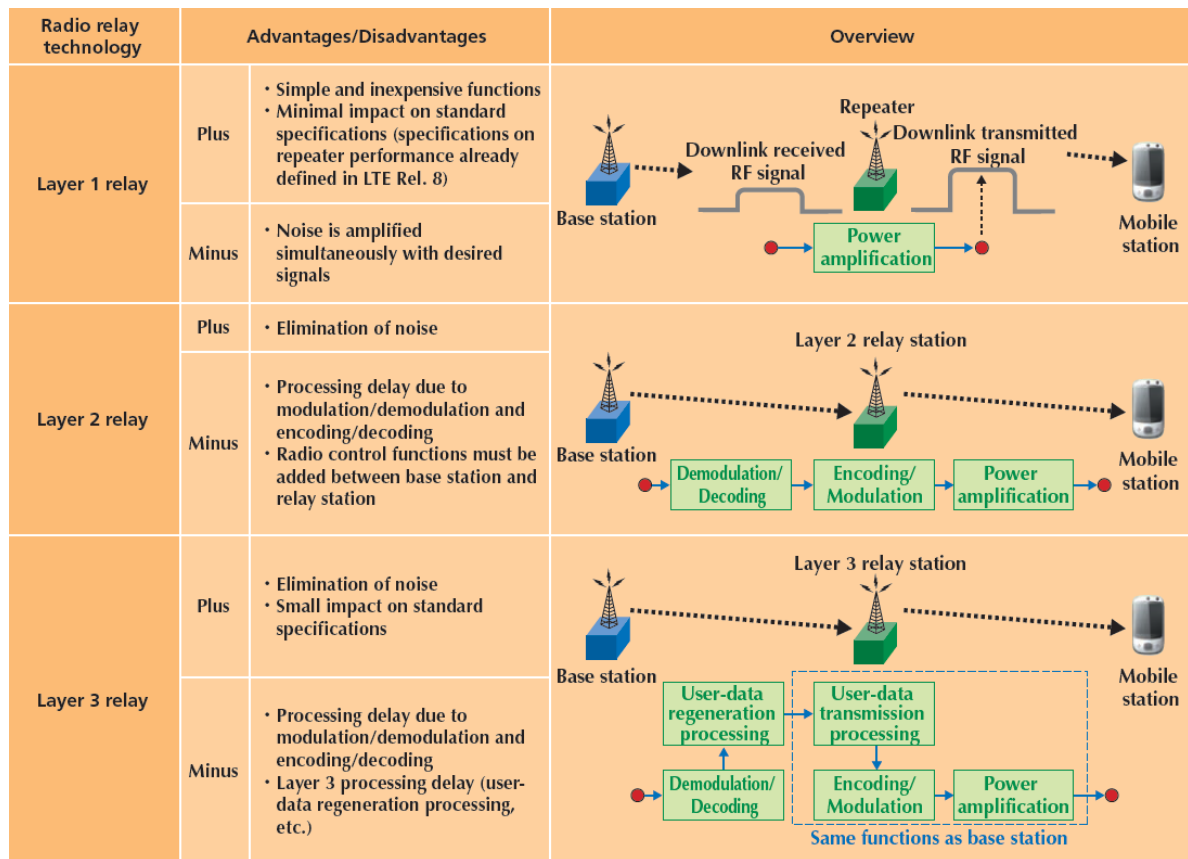 Radio relay
technology
Advantages/Disadvantages
Overview
Layer 1 relay
Plus
・Simple and inexpensive functions
・Minimal impact on standard
specifications (specifications on
repeater performance already
defined in LTE Rel. 8)
Minus
・Noise is amplified
simultaneously with desired
signals
Repeater
Downlink received
RF signal
Downlink transmitted
RF signal
Base station
Mobile
station
Power
amplification
Layer 2 relay
Plus
・Elimination of noise
Minus
・Processing delay due to
modulation/demodulation and
encoding/decoding
・Radio control functions must be
added between base station and
relay station
Layer 2 relay station
Base station
Mobile
station
Demodulation/
Decoding
Encoding/
Modulation
Power
amplification
Layer 3 relay
Plus
・Elimination of noise
・Small impact on standard
specifications
Minus
・Processing delay due to
modulation/demodulation and
encoding/decoding
・Layer 3 processing delay (user-
data regeneration processing,
etc.)
Layer 3 relay station
Base station
Mobile
station
User-data
regeneration
processing
User-data
transmission
processing
Demodulation/
Decoding
Encoding/
Modulation
Power
amplification
Same functions as base station